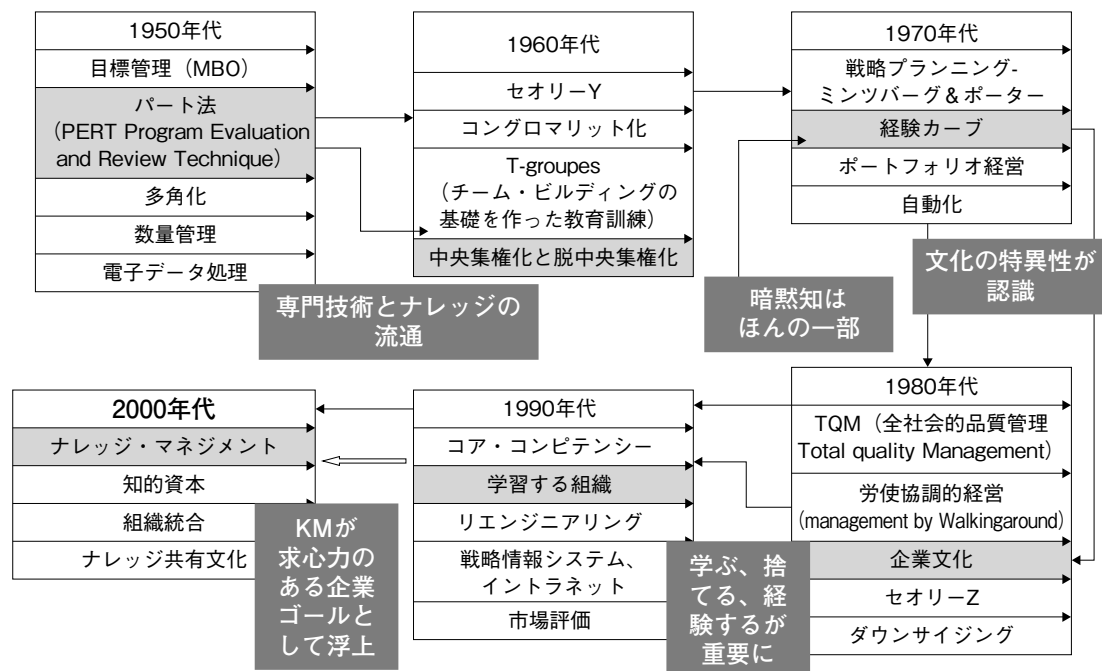 1950年代
目標管理（MBO）
パート法
（PERT Program Evaluation
and Review Technique）
多角化
数量管理
電子データ処理
1960年代
セオリーY
コングロマリット化
T-groupes
（チーム・ビルディングの
基礎を作った教育訓練）
中央集権化と脱中央集権化
1970年代
戦略プランニング-
ミンツバーグ＆ポーター
経験カーブ
ポートフォリオ経営
自動化
専門技術とナレッジの
流通
暗黙知は
ほんの一部
文化の特異性が
認識
2000年代
ナレッジ・マネジメント
知的資本
組織統合
ナレッジ共有文化
KMが
求心力の
ある企業
ゴールと
して浮上
1990年代
コア・コンピテンシー
学習する組織
リエンジニアリング
戦略情報システム、
イントラネット
市場評価
学ぶ、捨
てる、経
験するが
重要に
1980年代
TQM（全社会的品質管理
Total quality Management）
労使協調的経営
(management by Walkingaround)
企業文化
セオリーZ
ダウンサイジング